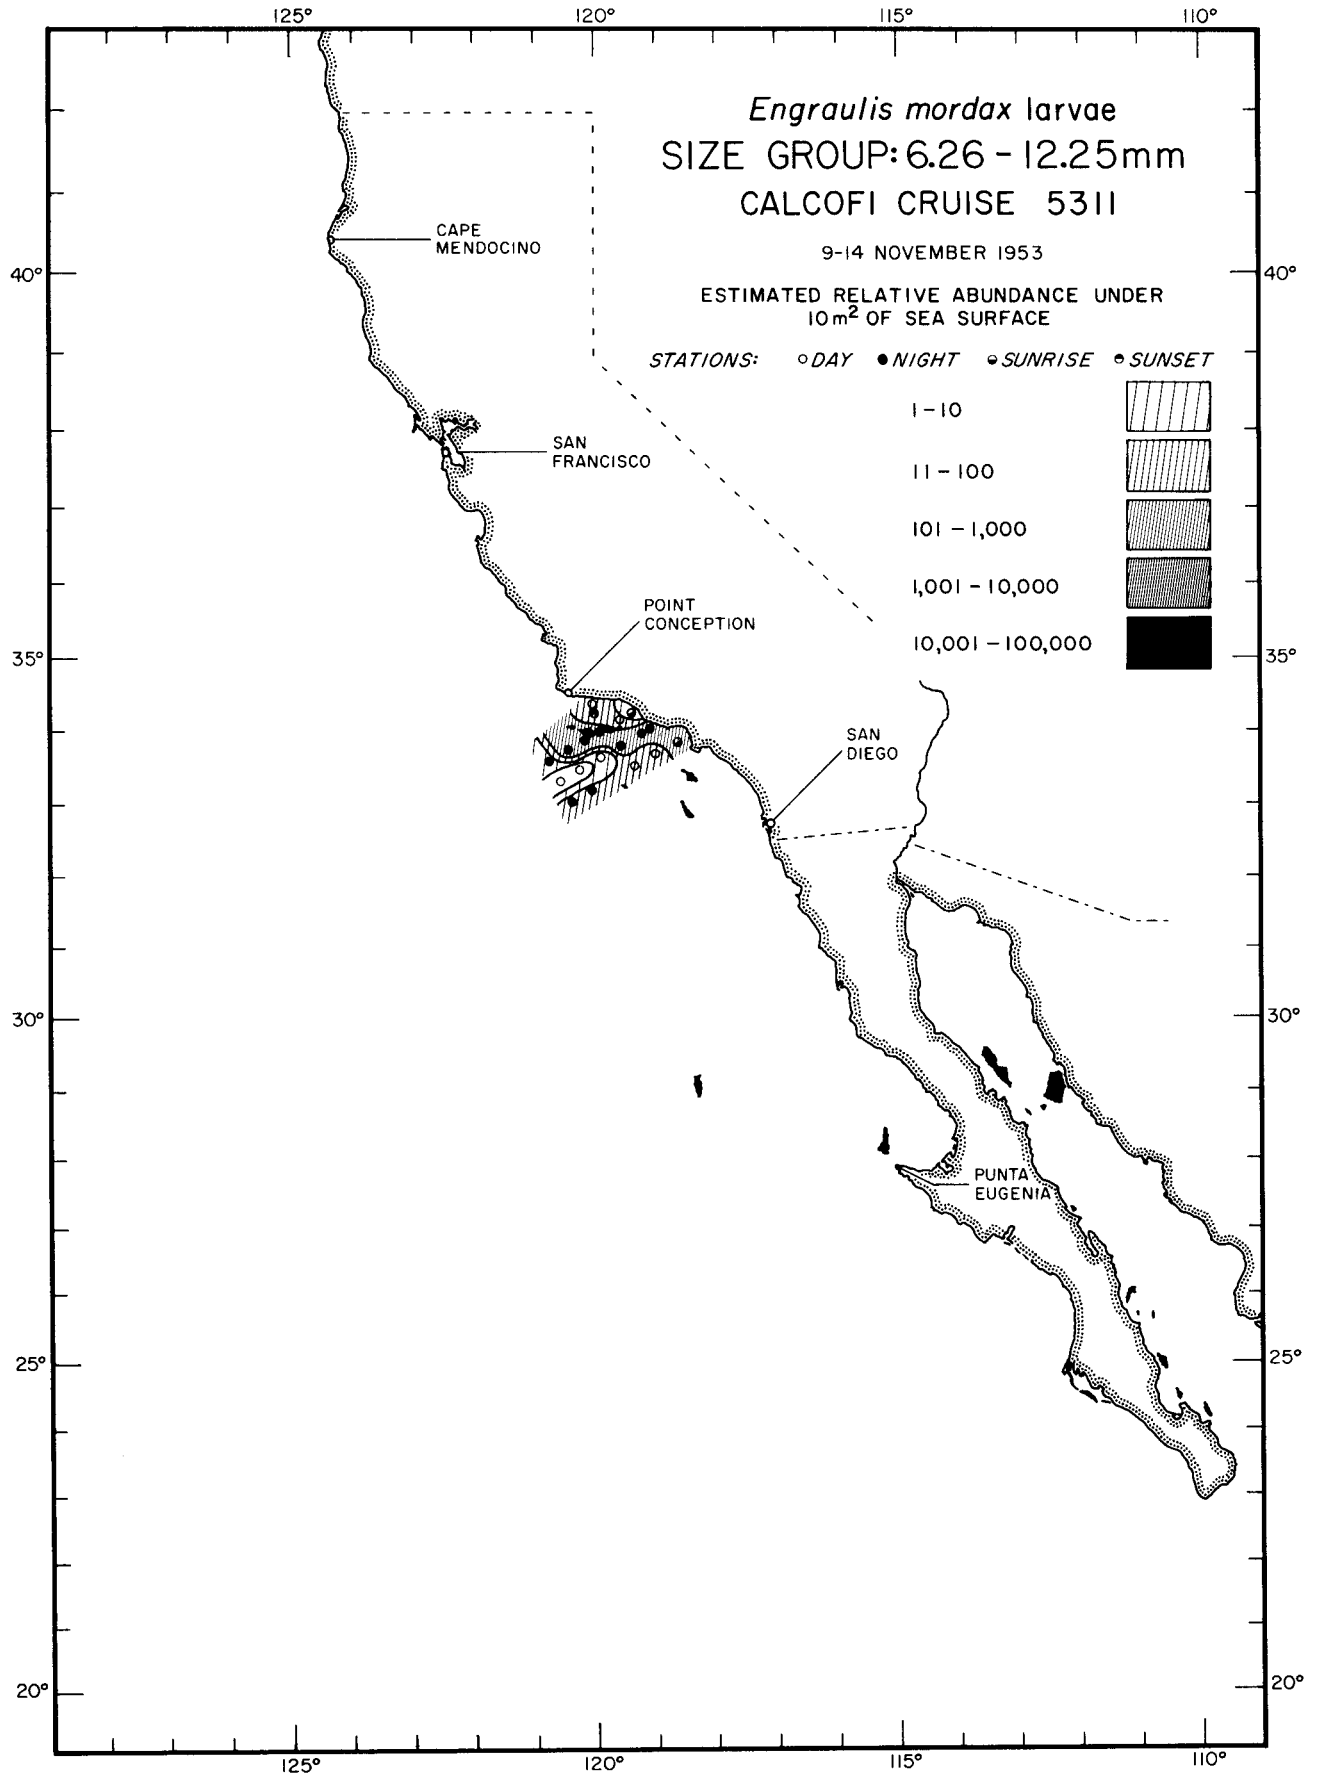 125° 120° 115° 110°
Engraulis mordax larvae
SIZE GROUP: 6.26 - 12.25mm
CALCOFI CRUISE 5311
9-14 NOVEMBER 1953
ESTIMATED RELATIVE ABUNDANCE UNDER
10m² OF SEA SURFACE
STATIONS: DAY NIGHT SUNRISE SUNSET
1-10
11-100
101-1,000
1,001-10,000
10,001-100,000
CAPE
MENDOCINO
40° 40°
SAN
FRANCISCO
POINT
CONCEPTION
35° 35°
SAN
DIEGO
30° 30°
PUNTA
EUGENIA
25° 25°
20° 20°
125° 120° 115° 110°